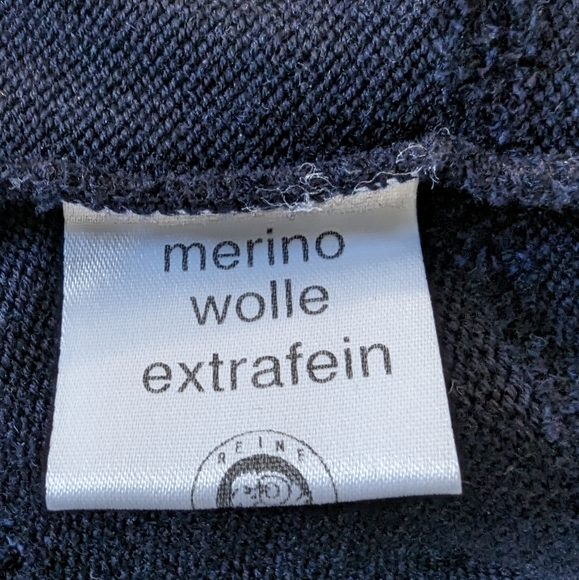 merino
wolle
extrafein
REINE